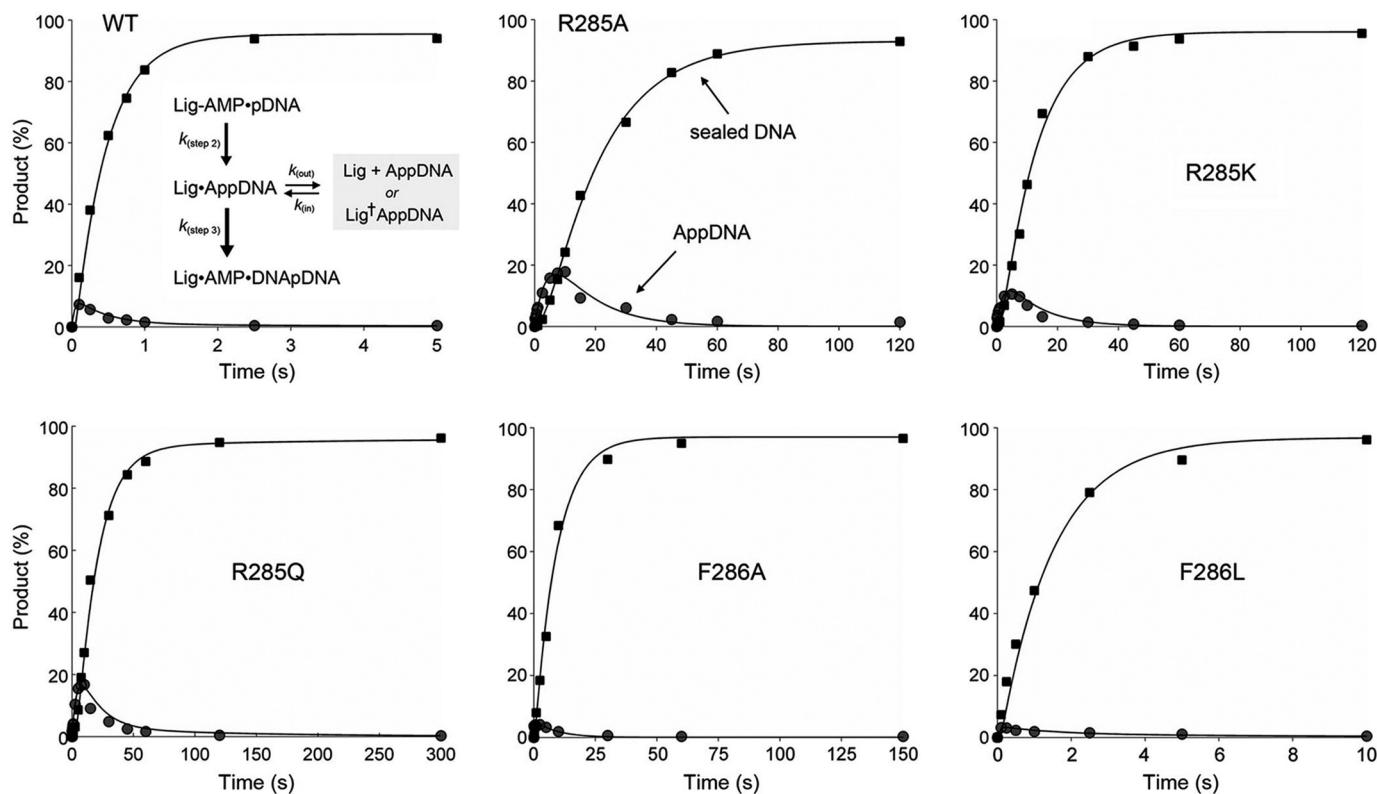 WT
R285A
100
80
60
40
20
0
Product (%)
Lig-AMP•pDNA
k(step 2)
Lig•AppDNA
k(out)
k(in)
Lig + AppDNA
or
Lig†AppDNA
k(step 3)
Lig•AMP•DNApDNA
0 1 2 3 4 5
Time (s)
100
80
60
40
20
0
sealed DNA
AppDNA
0 20 40 60 80 100 120
Time (s)
100
80
60
40
20
0
R285K
0 20 40 60 80 100 120
Time (s)
100
80
60
40
20
0
Product (%)
R285Q
0 50 100 150 200 250 300
Time (s)
100
80
60
40
20
0
F286A
0 25 50 75 100 125 150
Time (s)
100
80
60
40
20
0
F286L
0 2 4 6 8 10
Time (s)